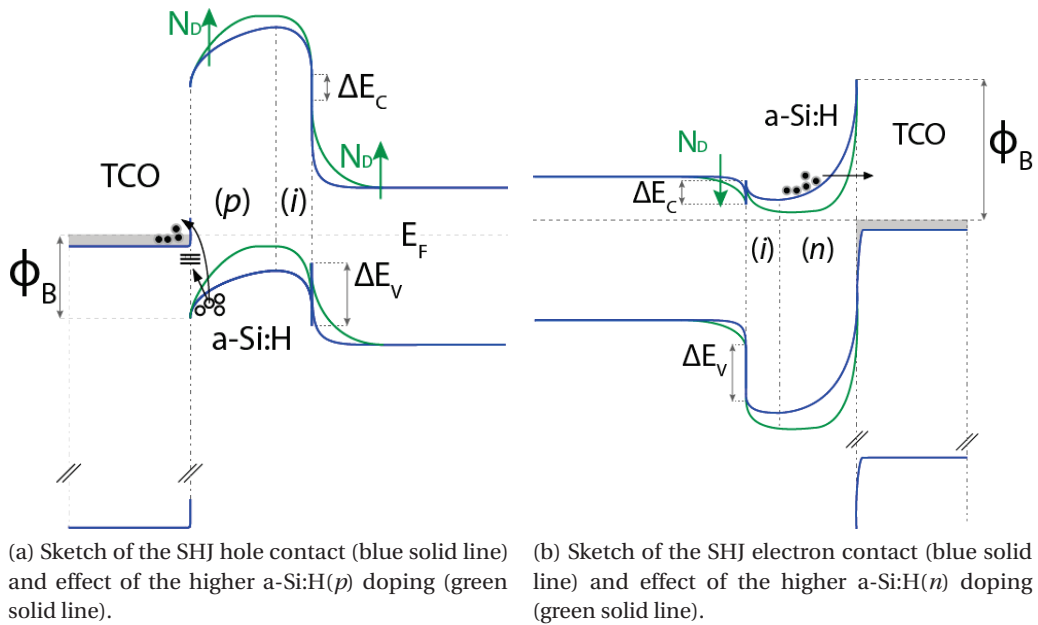 N_D
ΔE_C
TCO
N_D
(p)
(i)
E_F
ϕ_B
ΔE_V
a-Si:H
a-Si:H
TCO
ϕ_B
N_D
ΔE_C
(i)
(n)
ΔE_V
(a) Sketch of the SHJ hole contact (blue solid line)
and effect of the higher a-Si:H(p) doping (green
solid line).
(b) Sketch of the SHJ electron contact (blue solid
line) and effect of the higher a-Si:H(n) doping
(green solid line).